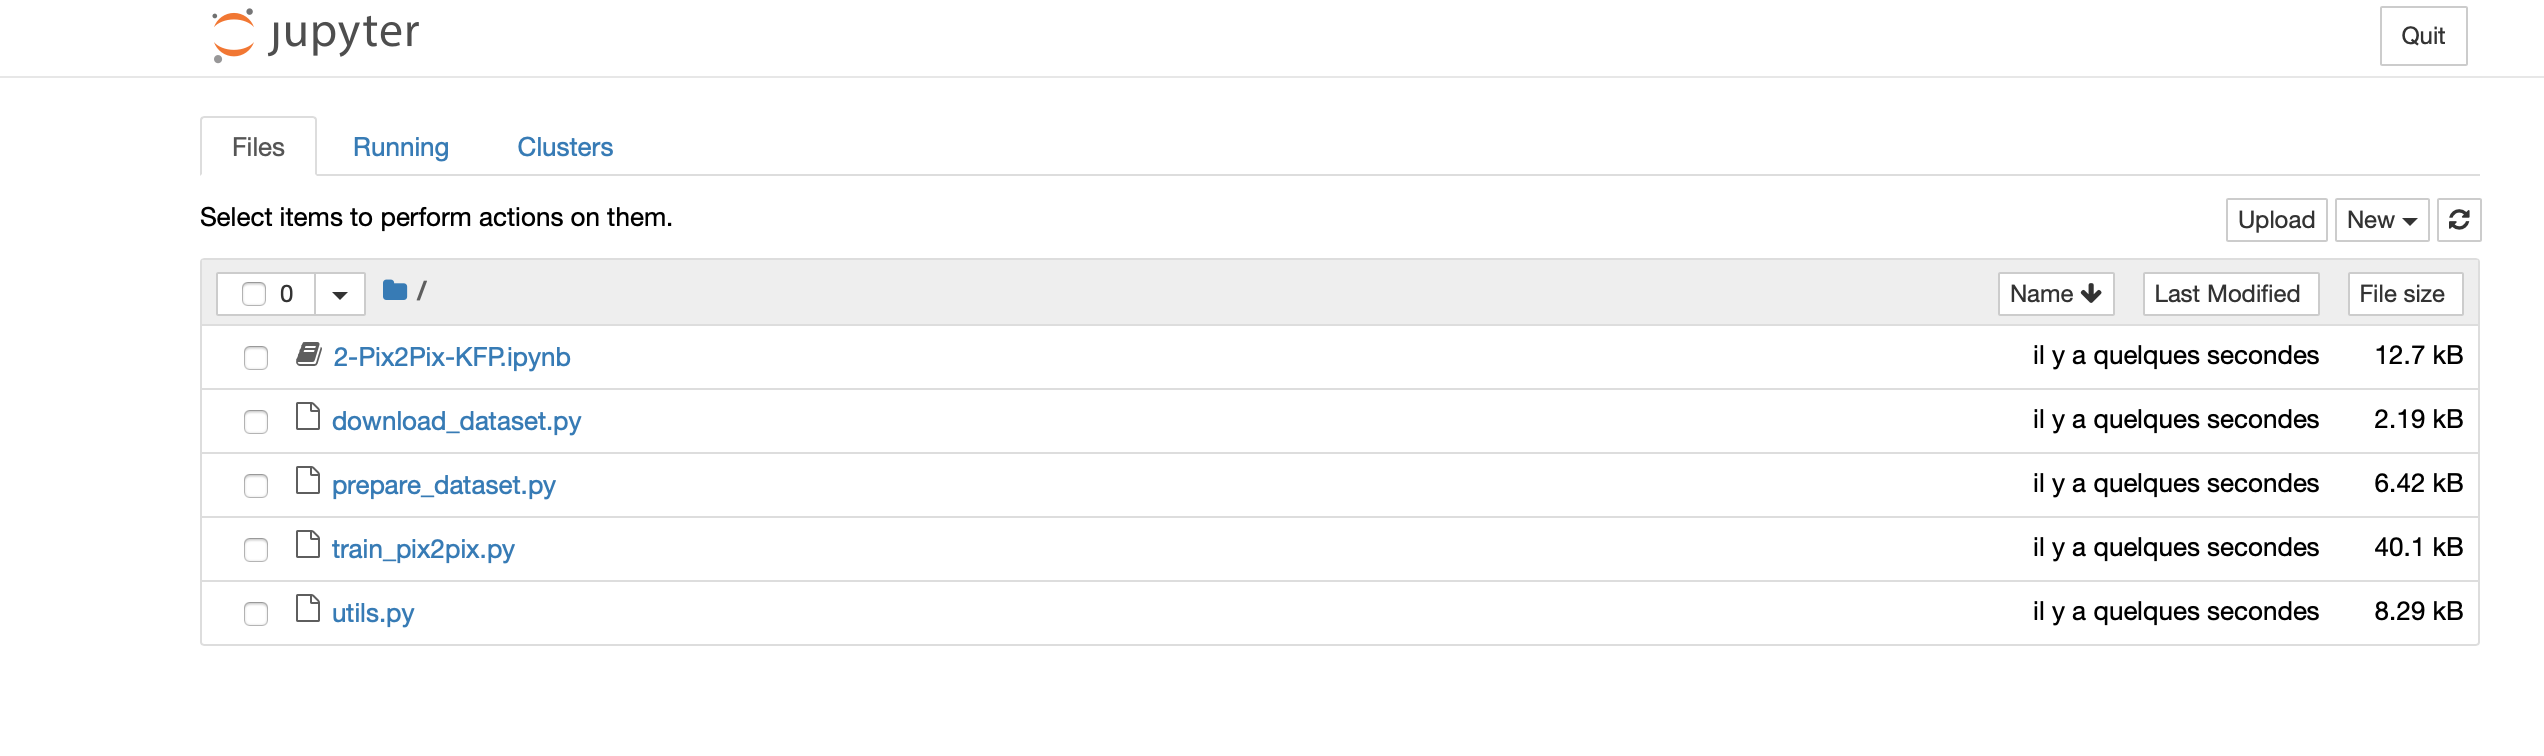 jupyter
Quit
Files Running Clusters
Select items to perform actions on them.
Upload New
0 / Name Last Modified File size
2-Pix2Pix-KFP.ipynb il y a quelques secondes 12.7 kB
download_dataset.py il y a quelques secondes 2.19 kB
prepare_dataset.py il y a quelques secondes 6.42 kB
train_pix2pix.py il y a quelques secondes 40.1 kB
utils.py il y a quelques secondes 8.29 kB